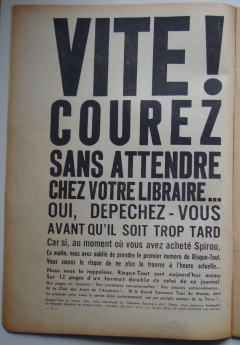 VITE!
COUREZ
SANS ATTENDRE
CHEZ VOTRE LIBRAIRE...
OUI, DEPECHEZ-VOUS
AVANT QU'IL SOIT TROP TARD
Car si, au moment où vous avez acheté Spirou,
Ce matin, vous avez oublié de prendre le premier numero de Risque-Tout,
Vous courez le risque de ne plus le trouver à l'heure actuelle...
Nous vous le rappelons, Risque-Tout sort aujourd'hui même
Sur 12 pages d'un format double de celui de ce journal.